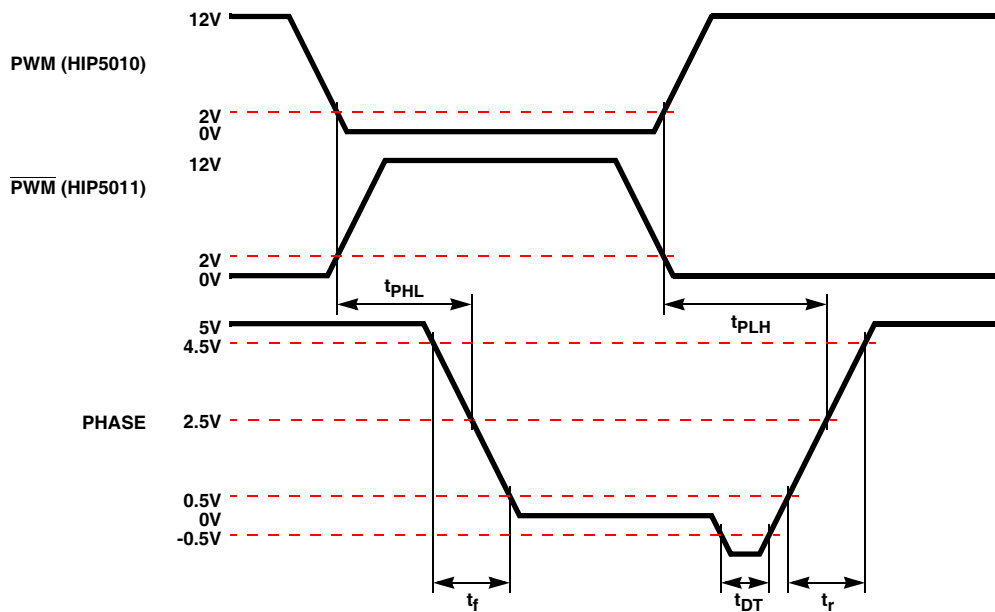 12V
PWM (HIP5010)
2V
0V
12V
PWM (HIP5011)
2V
0V
tPHL
tPLH
5V
4.5V
PHASE
2.5V
0.5V
0V
-0.5V
tf
tDT
tr